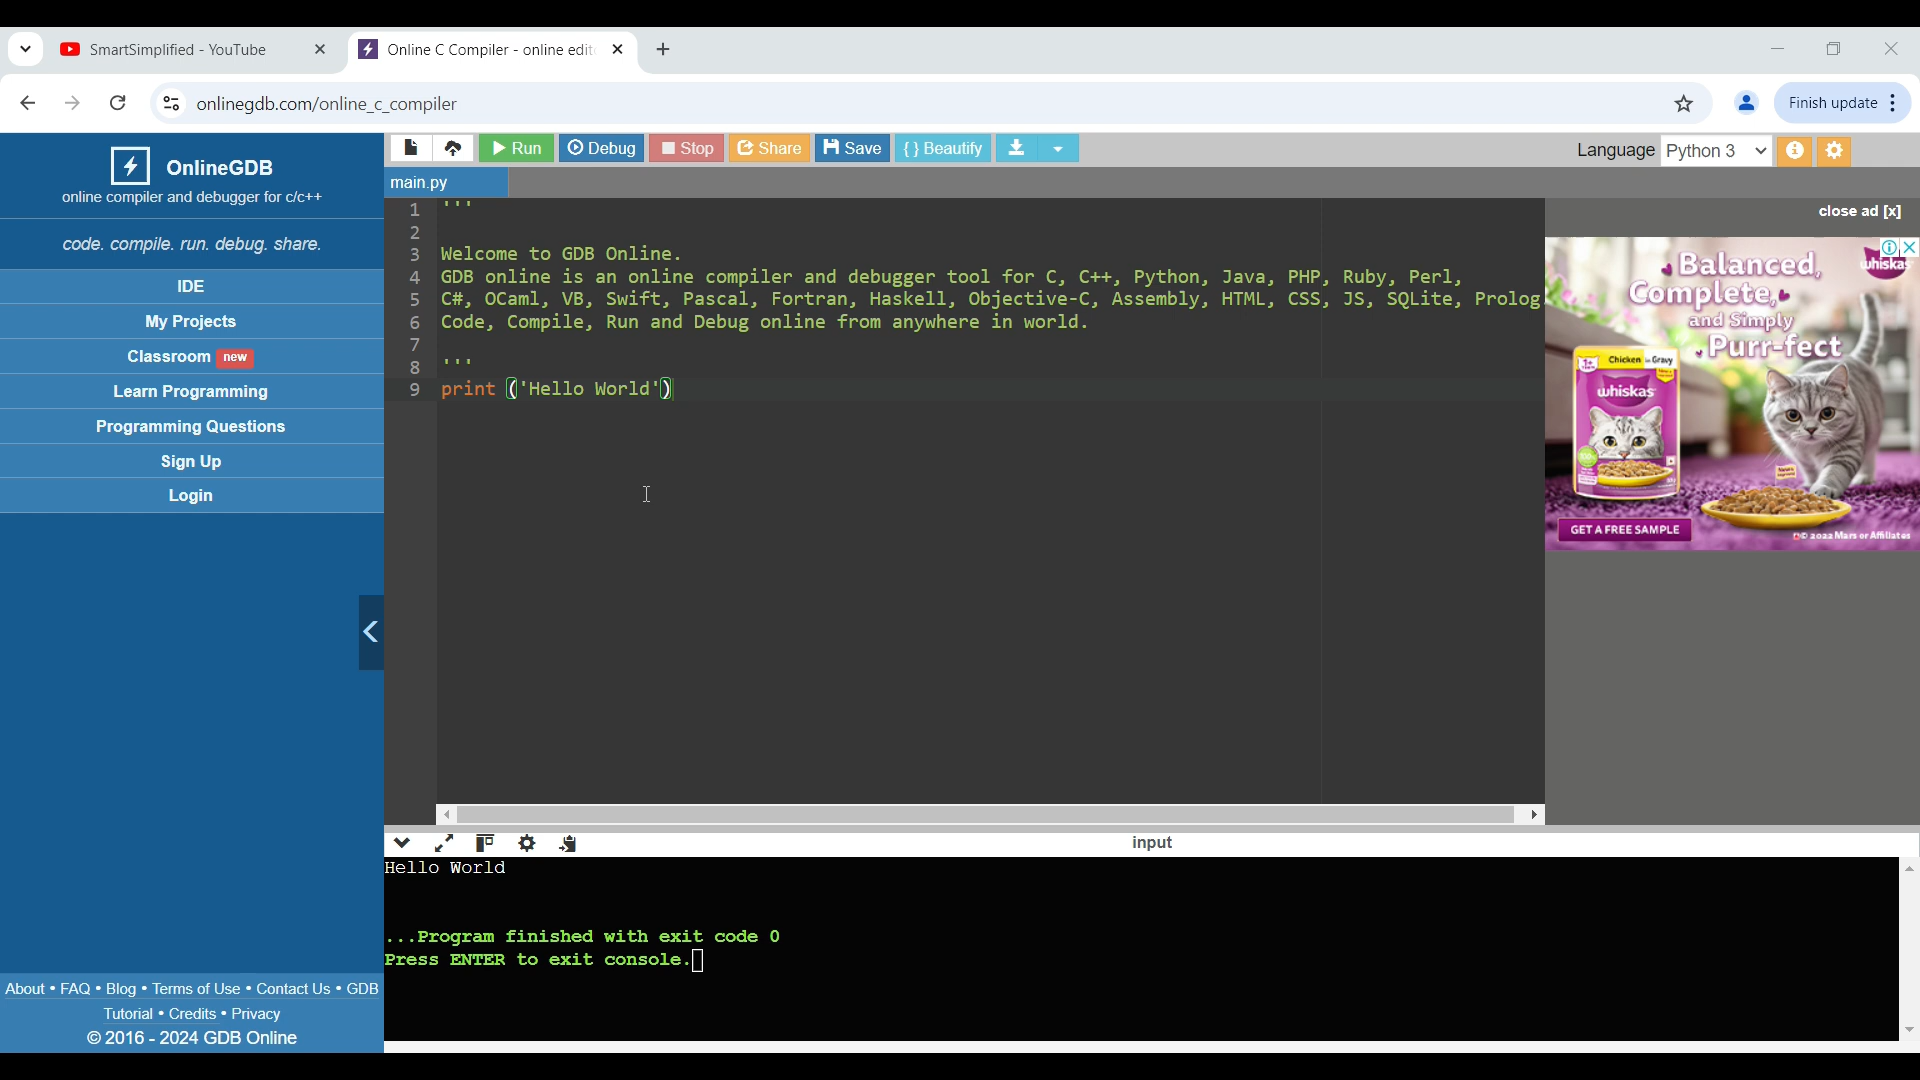 SmartSimplified - YouTube
Online C Compiler - online edit
onlinegdb.com/online_c_compiler
Finish update
OnlineGDB
online compiler and debugger for c/c++
code. compile. run. debug. share.
IDE
My Projects
Classroom new
Learn Programming
Programming Questions
Sign Up
Login
About • FAQ • Blog • Terms of Use • Contact Us • GDB
Tutorial • Credits • Privacy
© 2016 - 2024 GDB Online
Run Debug Stop Share Save { } Beautify
Language Python 3
main.py
1 '''
2
3 Welcome to GDB Online.
4 GDB online is an online compiler and debugger tool for C, C++, Python, Java, PHP, Ruby, Perl,
5 C#, OCaml, VB, Swift, Pascal, Fortran, Haskell, Objective-C, Assembly, HTML, CSS, JS, SQLite, Prolog
6 Code, Compile, Run and Debug online from anywhere in world.
7
8 '''
9 print ('Hello World')
close ad [x]
Balanced,
Complete,
and Simply
Purr-fect
whiskas
1+
Chicken in Gravy
whiskas
100%
GET A FREE SAMPLE
© 2022 Mars or Affiliates
input
Hello World
...Program finished with exit code 0
Press ENTER to exit console.